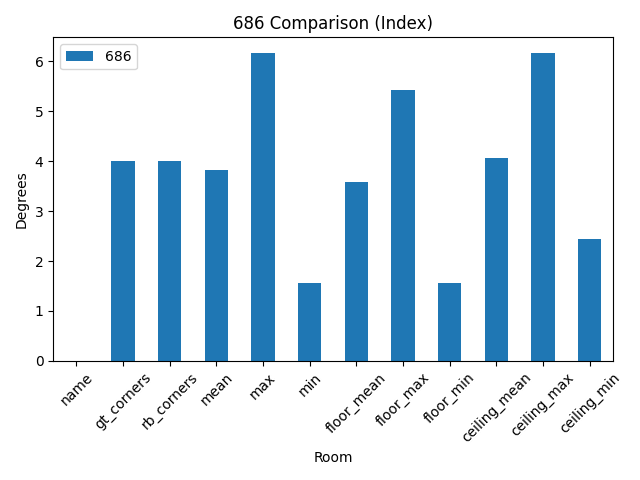 686 Comparison (Index)
686
6
5
4
3
2
1
0
Degrees
name
gt_corners
rb_corners
mean
max
min
floor_mean
floor_max
floor_min
ceiling_mean
ceiling_max
ceiling_min
Room